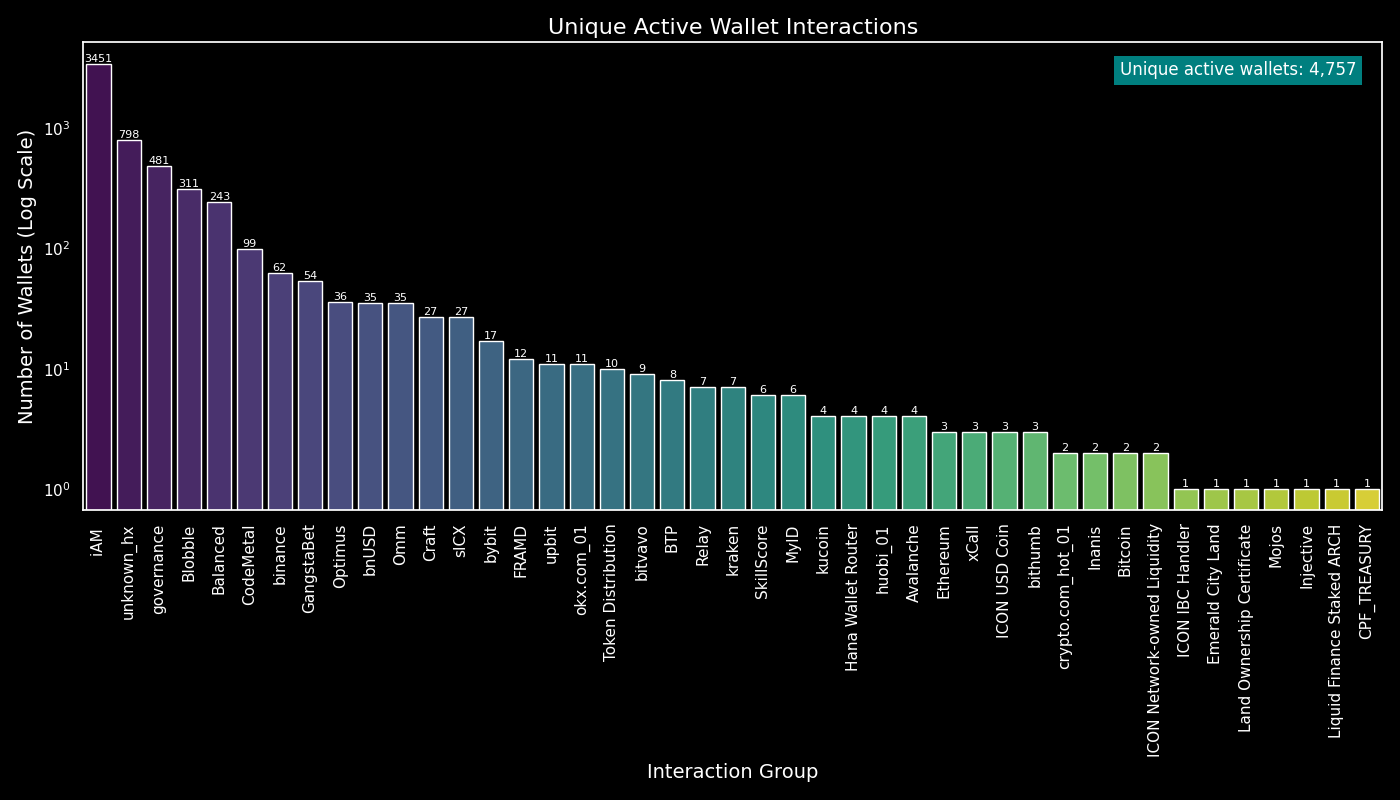 Unique Active Wallet Interactions
Unique active wallets: 4,757
Number of Wallets (Log Scale)
10³
10²
10¹
10⁰
3451
798
481
311
243
99
62
54
36
35
35
27
27
17
12
11
11
10
9
8
7
7
6
6
4
4
4
4
3
3
3
3
2
2
2
2
1
1
1
1
1
1
1
iAM
unknown_hx
governance
Blobble
Balanced
CodeMetal
binance
GangstaBet
Optimus
bnUSD
Omm
Craft
sICX
bybit
FRAMD
upbit
okx.com_01
Token Distribution
bitvavo
BTP
Relay
kraken
SkillScore
MyID
kucoin
Hana Wallet Router
huobi_01
Avalanche
Ethereum
xCall
ICON USD Coin
bithumb
crypto.com_hot_01
Inanis
Bitcoin
ICON Network-owned Liquidity
ICON IBC Handler
Emerald City Land
Land Ownership Certificate
Mojos
Injective
Liquid Finance Staked ARCH
CPF_TREASURY
Interaction Group